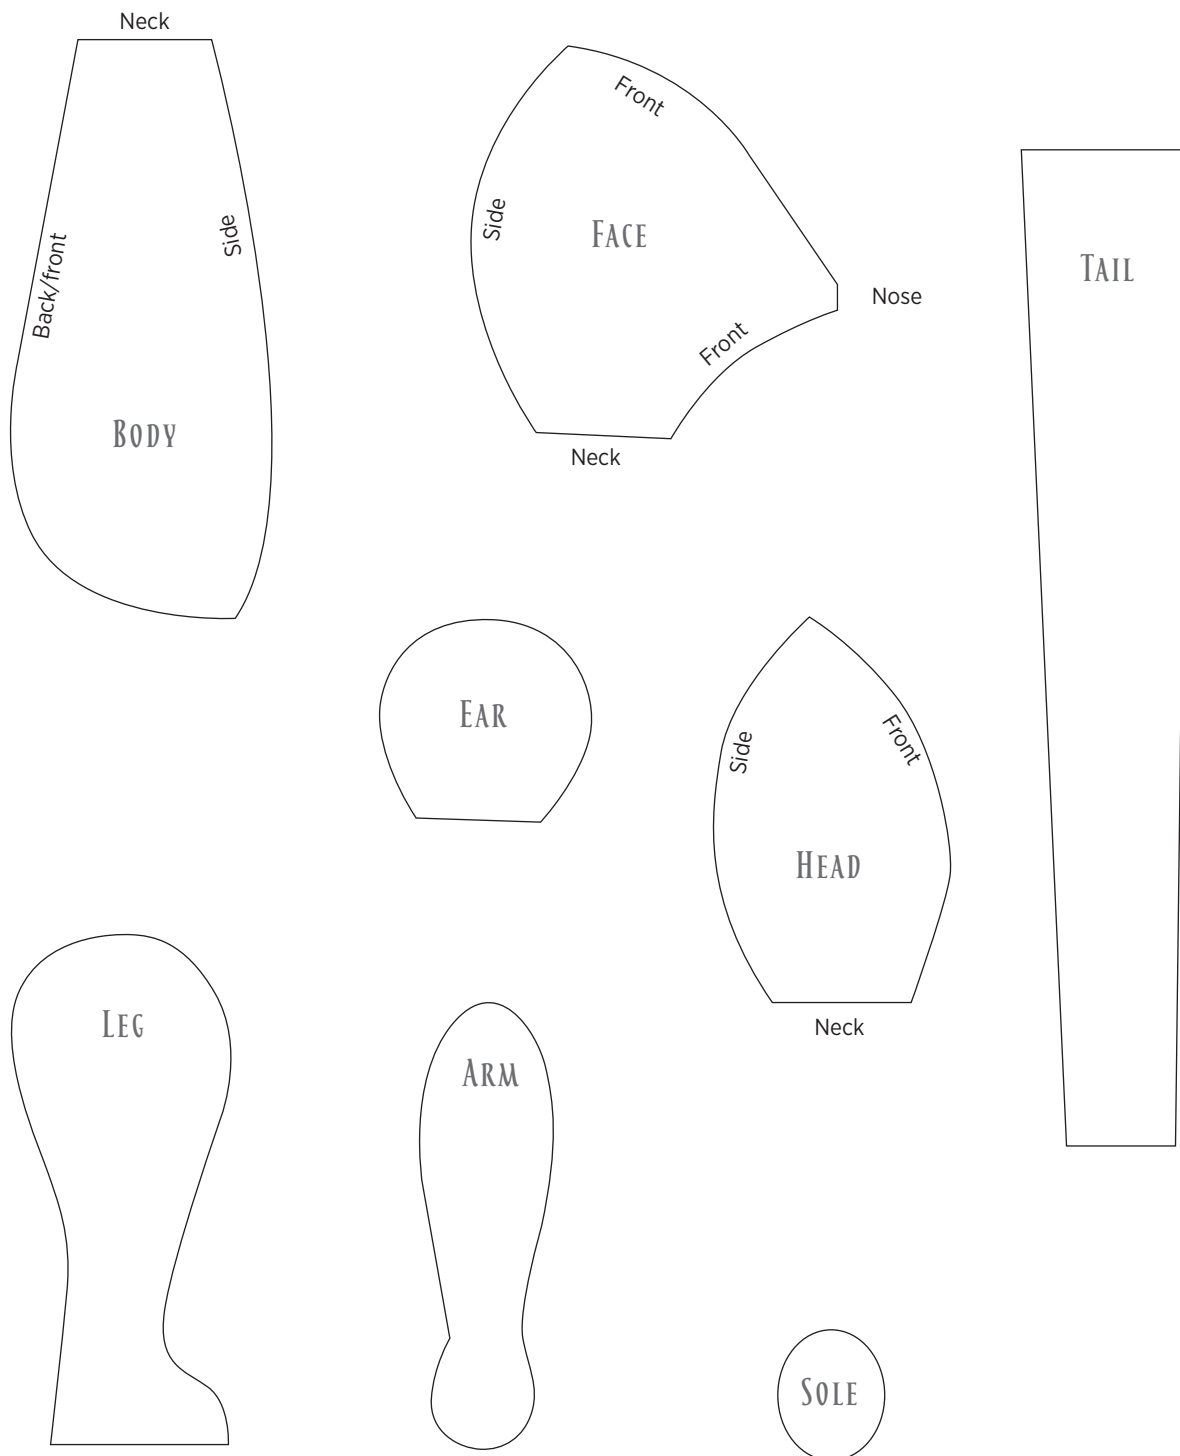 Neck
Front
Side
Face
Tail
Side
Back/front
Nose
Front
Body
Neck
Ear
Side
Front
Head
Leg
Neck
Arm
Sole